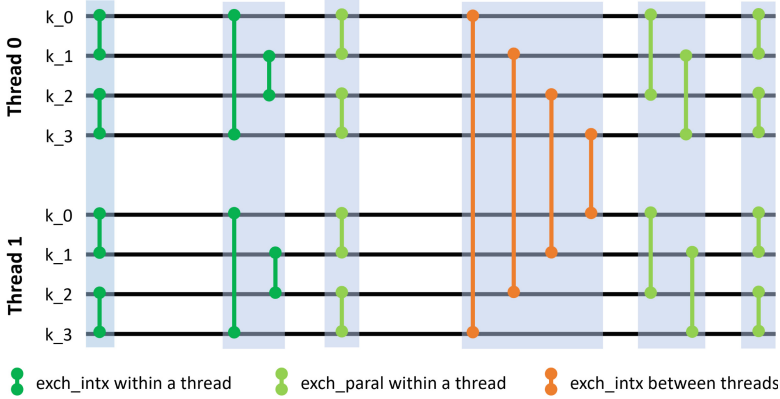 Thread 0
k_0
k_1
k_2
k_3
Thread 1
k_0
k_1
k_2
k_3
exch_intx within a thread
exch_paral within a thread
exch_intx between threads